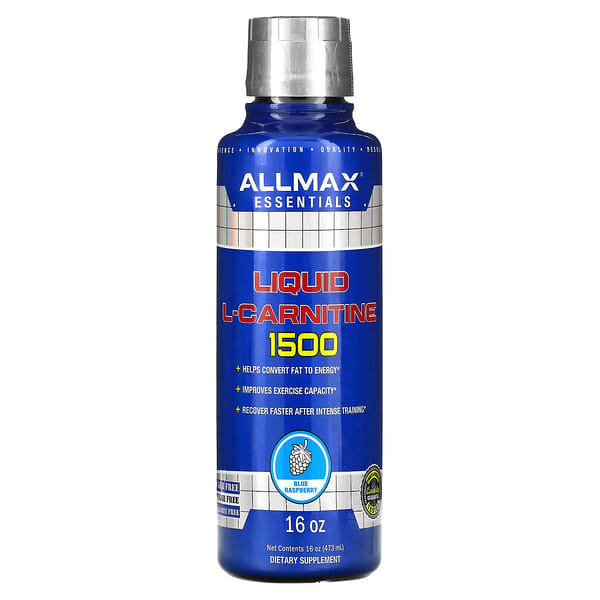 INNOVATION • QUALITY
ALLMAX®
ESSENTIALS
LIQUID
L-CARNITINE
1500
+ HELPS CONVERT FAT TO ENERGY*
+ IMPROVES EXERCISE CAPACITY*
+ RECOVER FASTER AFTER INTENSE TRAINING*
BLUE
RASPBERRY
FREE
FREE
FREE
16 oz
Net Contents 16 oz (473 mL)
DIETARY SUPPLEMENT